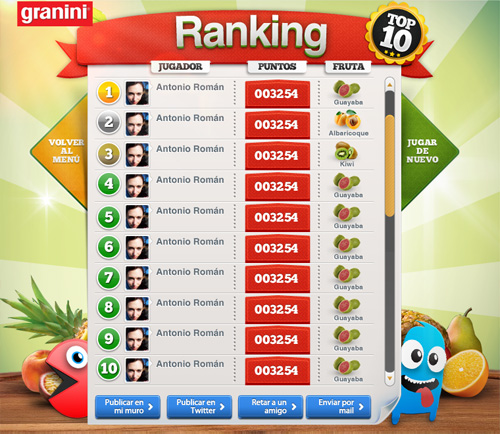 granini
Ranking
TOP
10
JUGADOR PUNTOS FRUTA
1 Antonio Román 003254 Guayaba
2 Antonio Román 003254 Albaricoque
3 Antonio Román 003254 Kiwi
4 Antonio Román 003254 Guayaba
5 Antonio Román 003254 Guayaba
6 Antonio Román 003254 Guayaba
7 Antonio Román 003254 Guayaba
8 Antonio Román 003254 Guayaba
9 Antonio Román 003254 Guayaba
10 Antonio Román 003254 Guayaba
VOLVER
AL
MENÚ
JUGAR
DE
NUEVO
Publicar en
mi muro
Publicar en
Twitter
Retar a un
amigo
Enviar por
mail